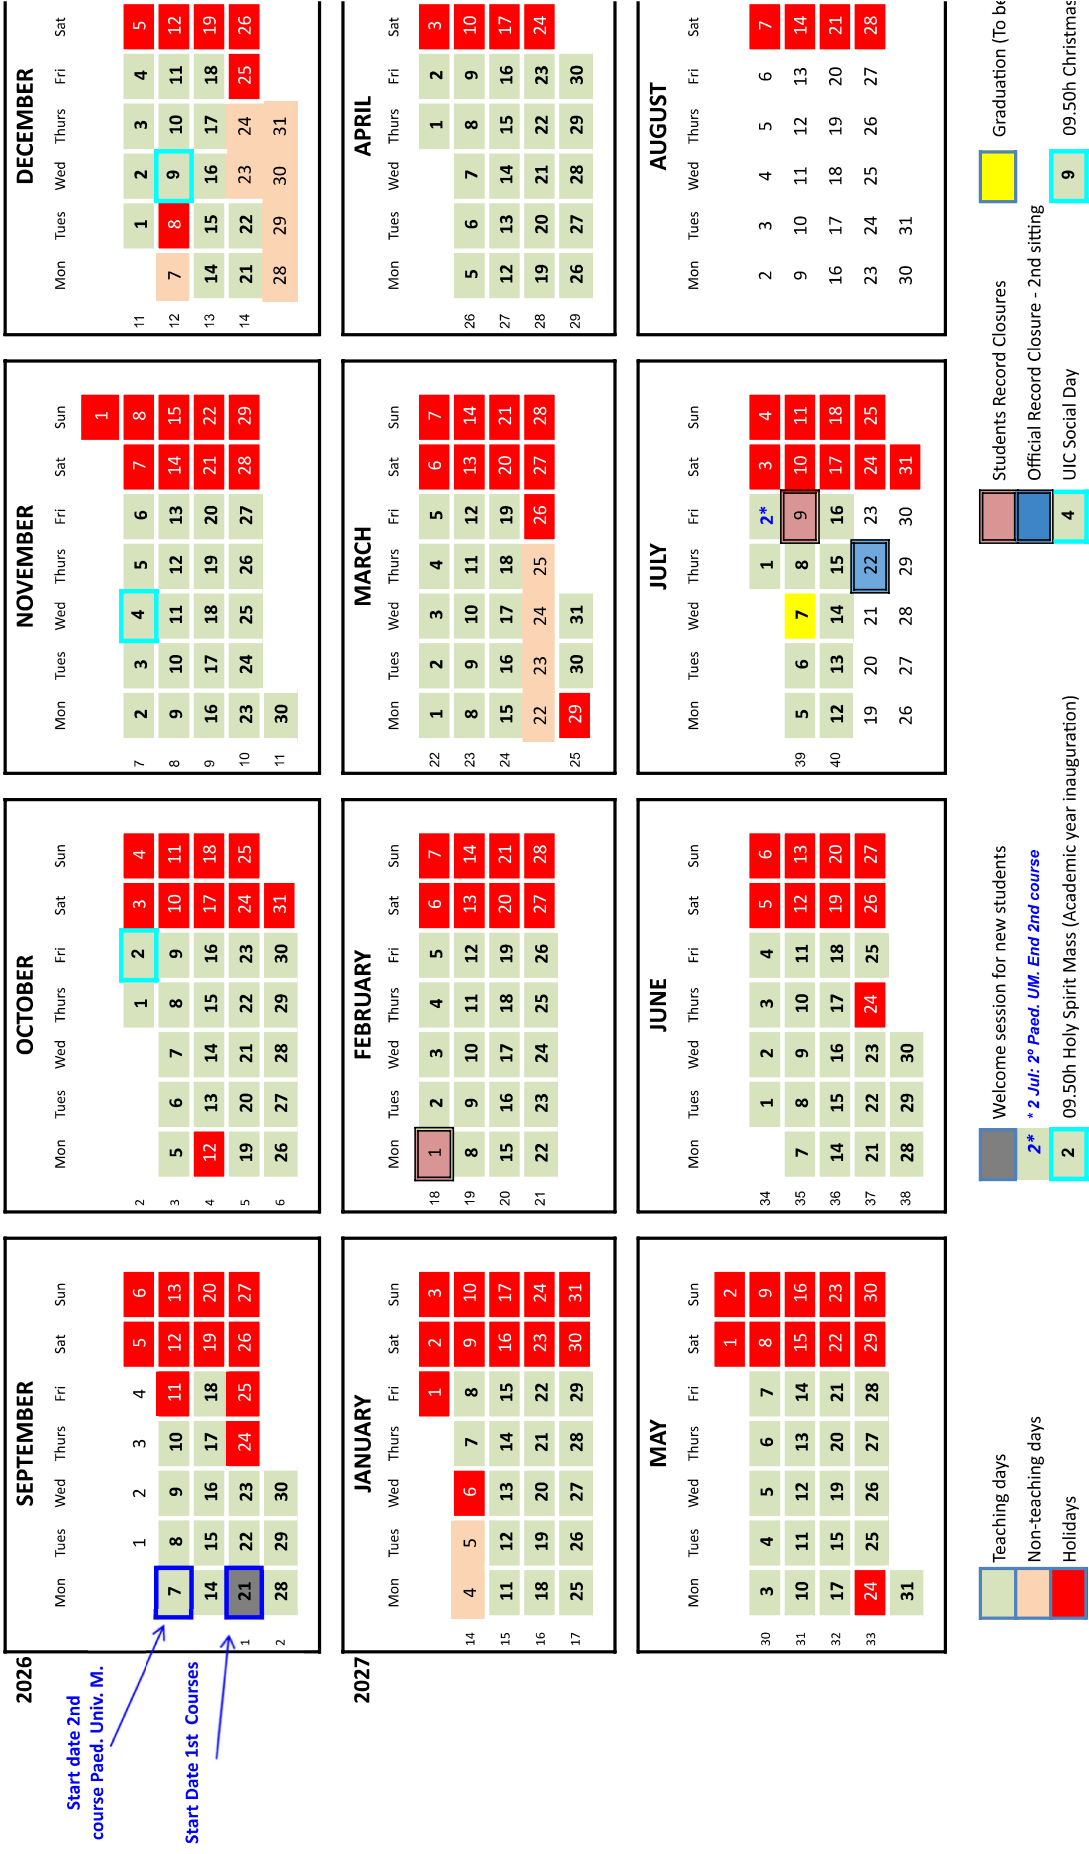 2026
Start date 2nd
course Paed. Univ. M.
Start Date 1st Courses
SEPTEMBER
Mon Tues Wed Thurs Fri Sat Sun
1 2 3 4 5 6
7 8 9 10 11 12 13
14 15 16 17 18 19 20
1 21 22 23 24 25 26 27
2 28 29 30
OCTOBER
Mon Tues Wed Thurs Fri Sat Sun
2 1 2 3 4
3 5 6 7 8 9 10 11
4 12 13 14 15 16 17 18
5 19 20 21 22 23 24 25
6 26 27 28 29 30 31
NOVEMBER
Mon Tues Wed Thurs Fri Sat Sun
1
7 2 3 4 5 6 7 8
8 9 10 11 12 13 14 15
9 16 17 18 19 20 21 22
10 23 24 25 26 27 28 29
11 30
DECEMBER
Mon Tues Wed Thurs Fri Sat
11 1 2 3 4 5
12 7 8 9 10 11 12
13 14 15 16 17 18 19
14 21 22 23 24 25 26
28 29 30 31
2027
JANUARY
Mon Tues Wed Thurs Fri Sat Sun
1 2 3
14 4 5 6 7 8 9 10
15 11 12 13 14 15 16 17
16 18 19 20 21 22 23 24
17 25 26 27 28 29 30 31
FEBRUARY
Mon Tues Wed Thurs Fri Sat Sun
18 1 2 3 4 5 6 7
19 8 9 10 11 12 13 14
20 15 16 17 18 19 20 21
21 22 23 24 25 26 27 28
MARCH
Mon Tues Wed Thurs Fri Sat Sun
22 1 2 3 4 5 6 7
23 8 9 10 11 12 13 14
24 15 16 17 18 19 20 21
22 23 24 25 26 27 28
25 29 30 31
APRIL
Mon Tues Wed Thurs Fri Sat
1 2 3
26 5 6 7 8 9 10
27 12 13 14 15 16 17
28 19 20 21 22 23 24
29 26 27 28 29 30
MAY
Mon Tues Wed Thurs Fri Sat Sun
1 2
30 3 4 5 6 7 8 9
31 10 11 12 13 14 15 16
32 17 15 19 20 21 22 23
33 24 25 26 27 28 29 30
31
JUNE
Mon Tues Wed Thurs Fri Sat Sun
34 1 2 3 4 5 6
35 7 8 9 10 11 12 13
36 14 15 16 17 18 19 20
37 21 22 23 24 25 26 27
38 28 29 30
JULY
Mon Tues Wed Thurs Fri Sat Sun
1 2* 3 4
39 5 6 7 8 9 10 11
40 12 13 14 15 16 17 18
19 20 21 22 23 24 25
26 27 28 29 30 31
AUGUST
Mon Tues Wed Thurs Fri Sat
2 3 4 5 6 7
9 10 11 12 13 14
16 17 18 19 20 21
23 24 25 26 27 28
30 31
Teaching days
Non-teaching days
Holidays
Welcome session for new students
2* * 2 Jul: 2º Paed. UM. End 2nd course
2 09.50h Holy Spirit Mass (Academic year inauguration)
Students Record Closures
Official Record Closure - 2nd sitting
4 UIC Social Day
Graduation (To be
9 09.50h Christmas